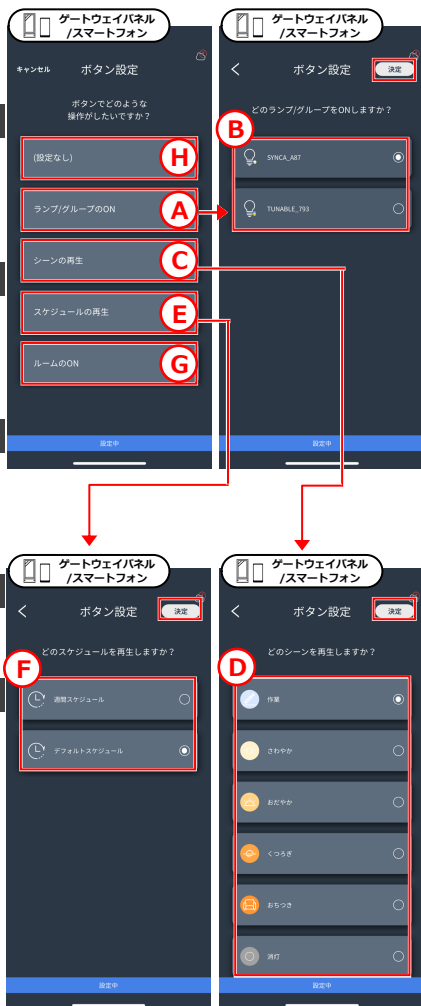 ゲートウェイパネル
/スマートフォン
キャンセル
ボタン設定
ボタンでどのような
操作がしたいですか？
(設定なし)
H
ランプ/グループのON
A
シーンの再生
C
スケジュールの再生
E
ルームのON
G
設定中
ゲートウェイパネル
/スマートフォン
ボタン設定
決定
どのランプ/グループをONしますか？
B
SYNCA_A87
TUNABLE_793
設定中
ゲートウェイパネル
/スマートフォン
ボタン設定
決定
どのスケジュールを再生しますか？
F
週間スケジュール
デフォルトスケジュール
設定中
ゲートウェイパネル
/スマートフォン
ボタン設定
決定
どのシーンを再生しますか？
D
作業
さわやか
おだやか
くつろぎ
おちつき
消灯
設定中